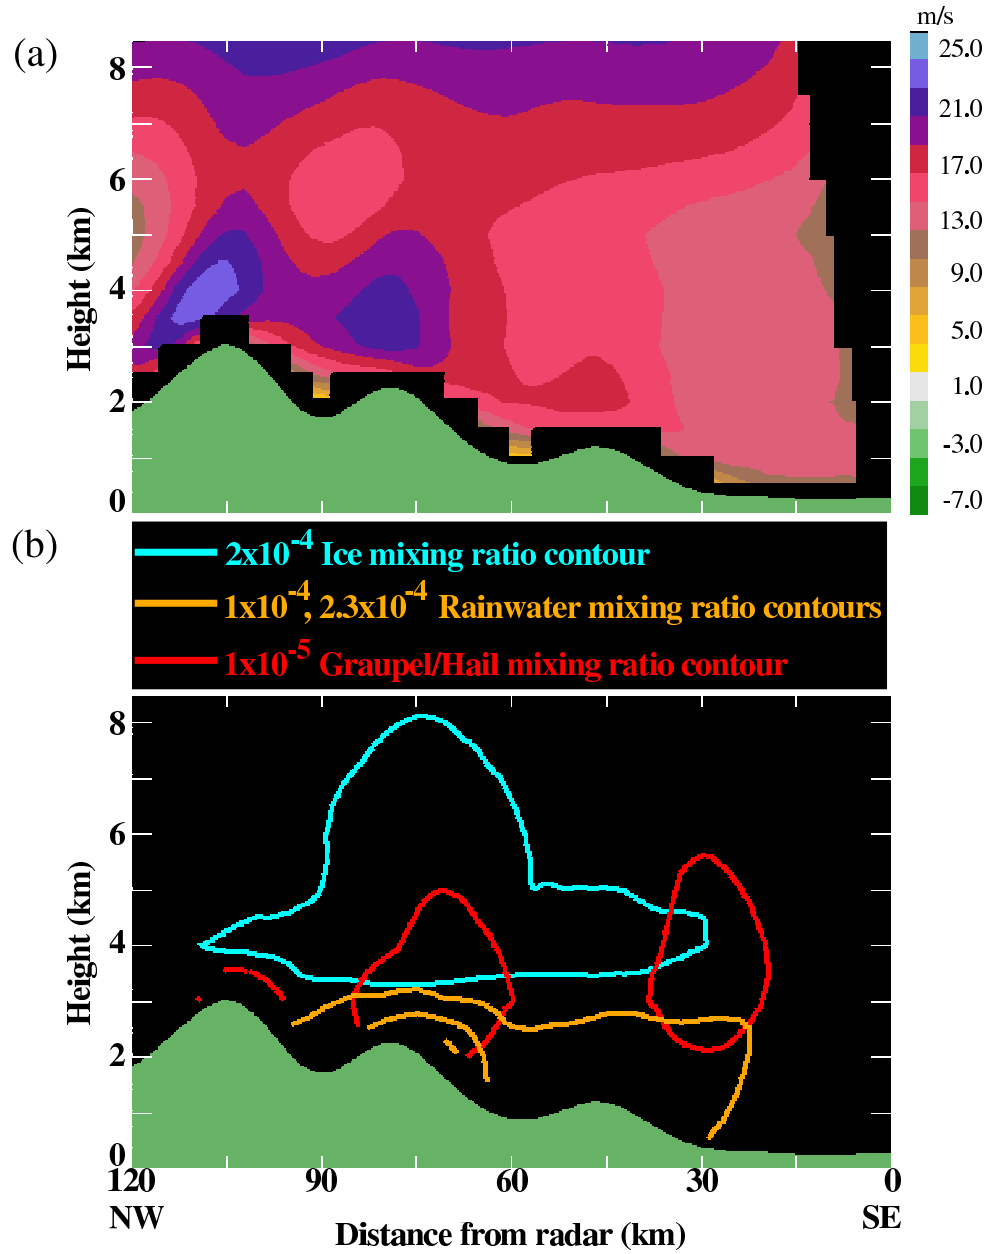 m/s
(a)
8
6
4
2
0
Height (km)
25.0
21.0
17.0
13.0
9.0
5.0
1.0
-3.0
-7.0
(b)
2x10^-4 Ice mixing ratio contour
1x10^-4, 2.3x10^-4 Rainwater mixing ratio contours
1x10^-5 Graupel/Hail mixing ratio contour
8
6
4
2
0
Height (km)
120 90 60 30 0
NW SE
Distance from radar (km)